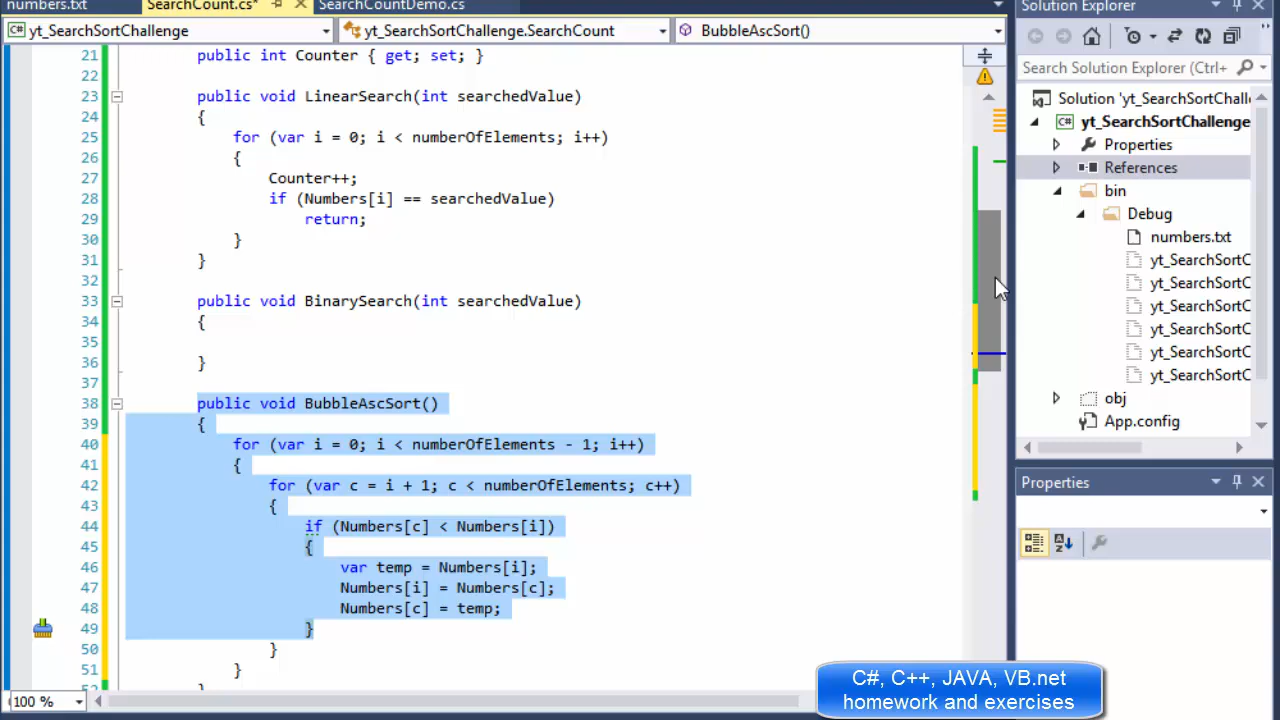 numbers.txt SearchCount.cs* SearchCountDemo.cs
yt_SearchSortChallenge yt_SearchSortChallenge.SearchCount BubbleAscSort()
21 public int Counter { get; set; }
22
23 public void LinearSearch(int searchedValue)
24 {
25 for (var i = 0; i < numberOfElements; i++)
26 {
27 Counter++;
28 if (Numbers[i] == searchedValue)
29 return;
30 }
31 }
32
33 public void BinarySearch(int searchedValue)
34 {
35
36 }
37
38 public void BubbleAscSort()
39 {
40 for (var i = 0; i < numberOfElements - 1; i++)
41 {
42 for (var c = i + 1; c < numberOfElements; c++)
43 {
44 if (Numbers[c] < Numbers[i])
45 {
46 var temp = Numbers[i];
47 Numbers[i] = Numbers[c];
48 Numbers[c] = temp;
49 }
50 }
51 }
100 %
Solution Explorer
Search Solution Explorer (Ctrl+
Solution 'yt_SearchSortChall
C# yt_SearchSortChallenge
Properties
References
bin
Debug
numbers.txt
yt_SearchSortC
yt_SearchSortC
yt_SearchSortC
yt_SearchSortC
yt_SearchSortC
yt_SearchSortC
obj
App.config
Properties
C#, C++, JAVA, VB.net
homework and exercises